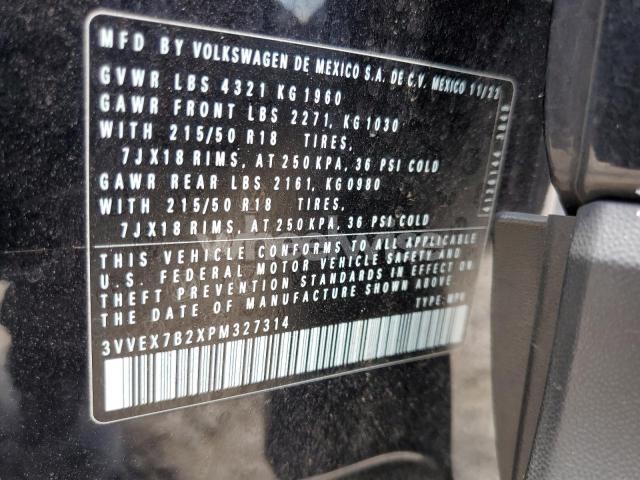 MFD BY VOLKSWAGEN DE MEXICO S.A. DE C.V. MEXICO 11/22
GVWR LBS 4321 KG 1960
GAWR FRONT LBS 2271, KG 1030
WITH 215/50 R18 TIRES,
7JX18 RIMS, AT 250 KPA, 36 PSI COLD
GAWR REAR LBS 2161, KG 0980
WITH 215/50 R18 TIRES,
7JX18 RIMS, AT 250 KPA, 36 PSI COLD
THIS VEHICLE CONFORMS TO ALL APPLICABLE
U.S. FEDERAL MOTOR VEHICLE SAFETY AND
THEFT PREVENTION STANDARDS IN EFFECT ON
THE DATE OF MANUFACTURE SHOWN ABOVE
TYPE: MPV
3VVEX7B2XPM327314